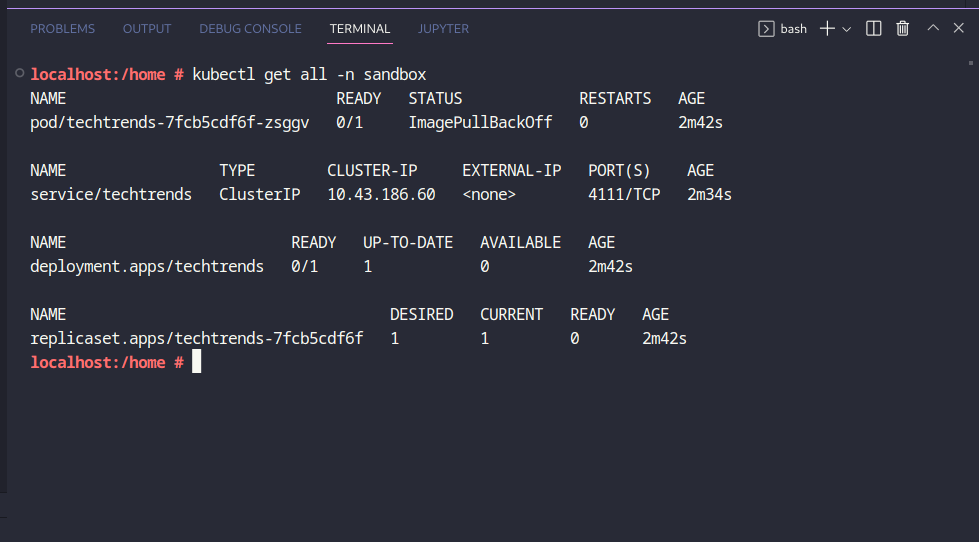 PROBLEMS OUTPUT DEBUG CONSOLE TERMINAL JUPYTER bash
localhost:/home # kubectl get all -n sandbox
NAME READY STATUS RESTARTS AGE
pod/techtrends-7fcb5cdf6f-zsggv 0/1 ImagePullBackOff 0 2m42s
NAME TYPE CLUSTER-IP EXTERNAL-IP PORT(S) AGE
service/techtrends ClusterIP 10.43.186.60 <none> 4111/TCP 2m34s
NAME READY UP-TO-DATE AVAILABLE AGE
deployment.apps/techtrends 0/1 1 0 2m42s
NAME DESIRED CURRENT READY AGE
replicaset.apps/techtrends-7fcb5cdf6f 1 1 0 2m42s
localhost:/home #